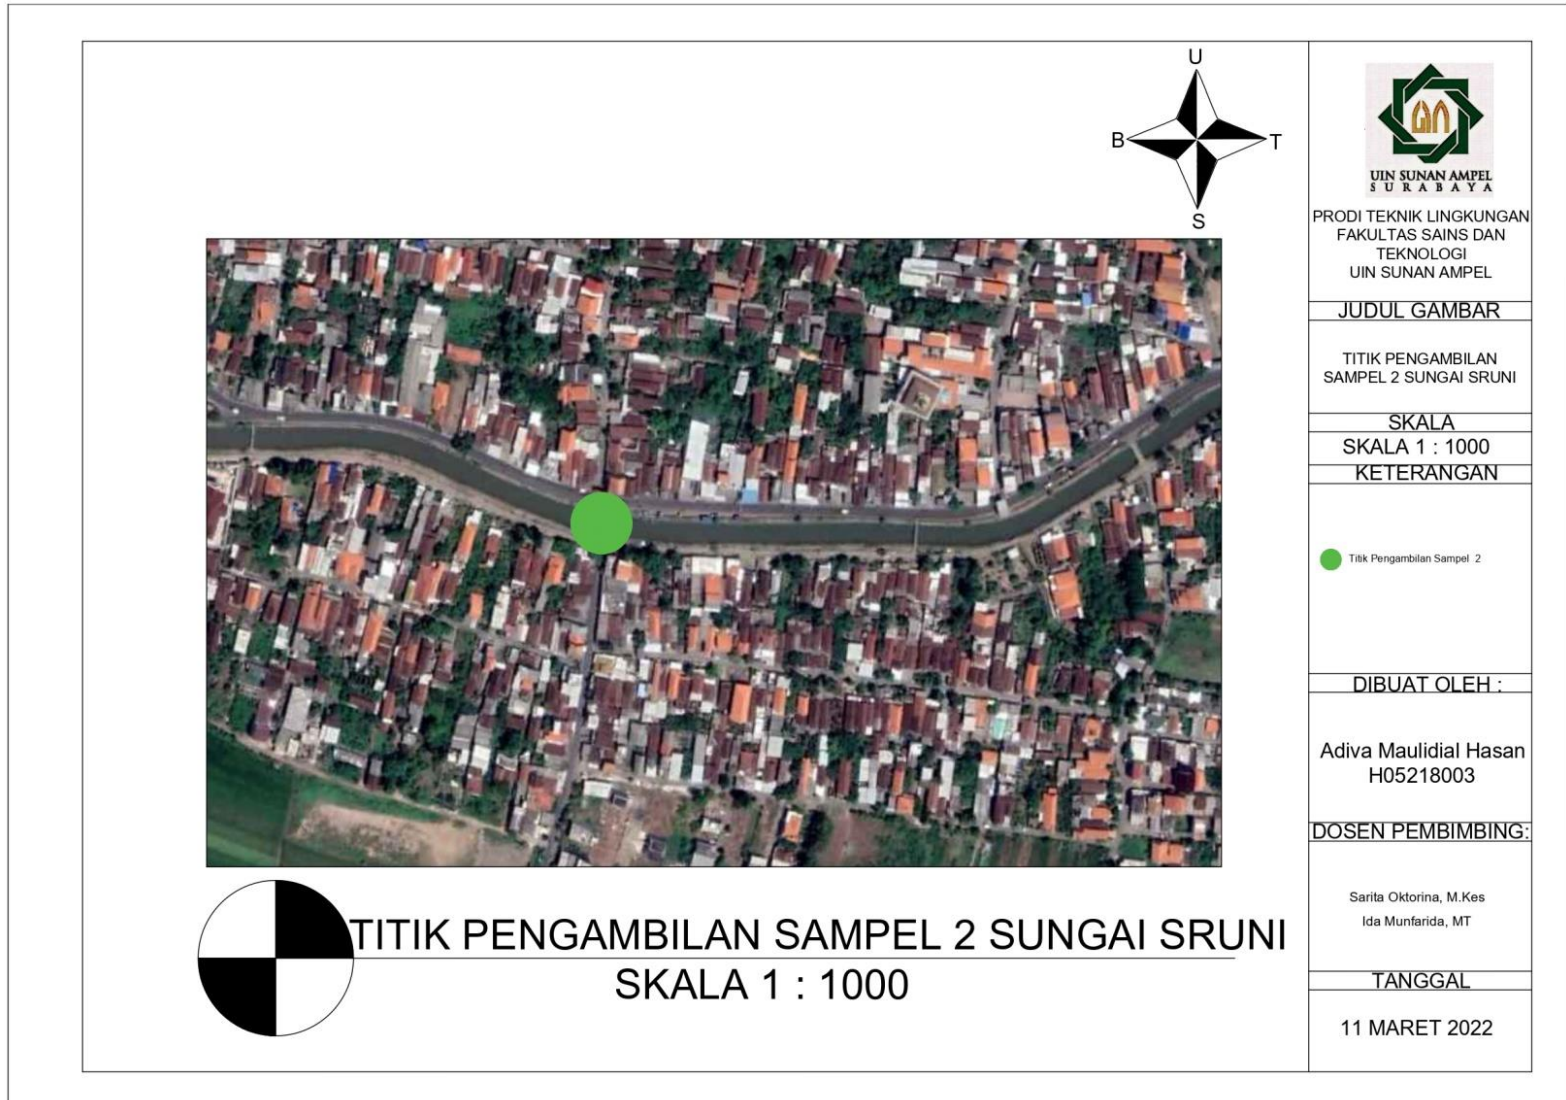 U
B
T
S
UIN SUNAN AMPEL
SURABAYA
PRODI TEKNIK LINGKUNGAN
FAKULTAS SAINS DAN
TEKNOLOGI
UIN SUNAN AMPEL
JUDUL GAMBAR
TITIK PENGAMBILAN
SAMPEL 2 SUNGAI SRUNI
SKALA
SKALA 1 : 1000
KETERANGAN
Titik Pengambilan Sampel 2
DIBUAT OLEH :
Adiva Maulidial Hasan
H05218003
DOSEN PEMBIMBING:
Sarita Oktorina, M.Kes
Ida Munfarida, MT
TANGGAL
11 MARET 2022
TITIK PENGAMBILAN SAMPEL 2 SUNGAI SRUNI
SKALA 1 : 1000